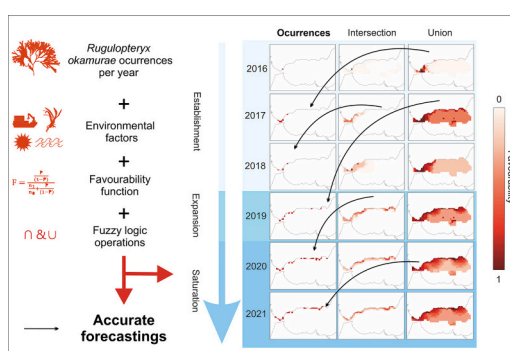 Rugulopteryx
okamurae ocurrences
per year
+
Environmental
factors
+
Favourability
function
+
Fuzzy logic
operations
∩ & ∪
Accurate
forecastings
Establishment
Expansion
Saturation
Ocurrences Intersection Union
2016
2017
2018
2019
2020
2021
0
1